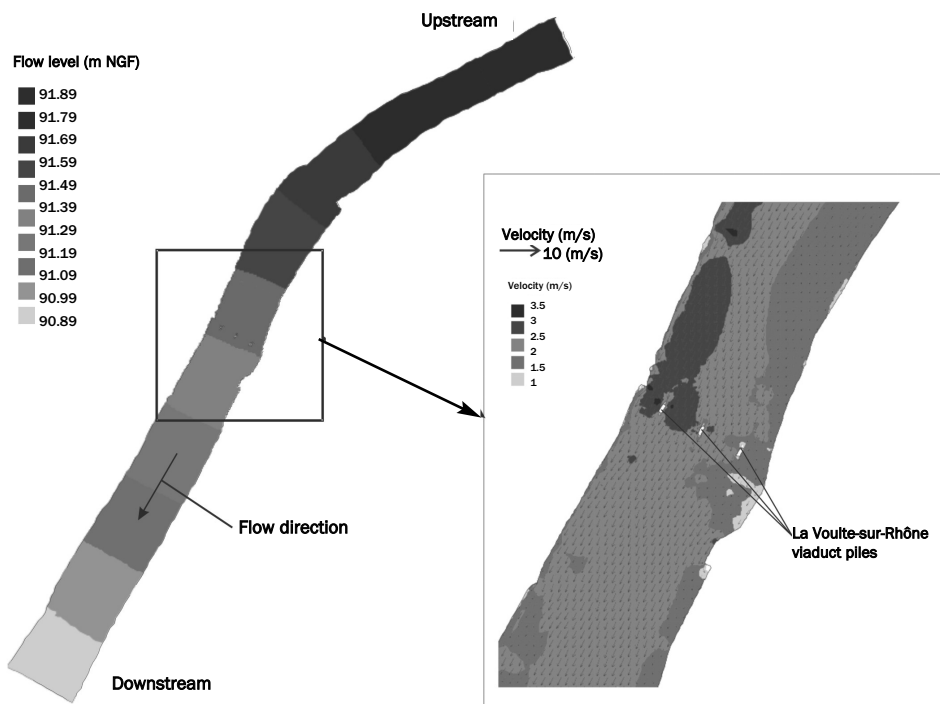 Upstream
Flow level (m NGF)
91.89
91.79
91.69
91.59
91.49
91.39
91.29
91.19
91.09
90.99
90.89
Flow direction
Downstream
Velocity (m/s)
10 (m/s)
Velocity (m/s)
3.5
3
2.5
2
1.5
1
La Voulte-sur-Rhône
viaduct piles